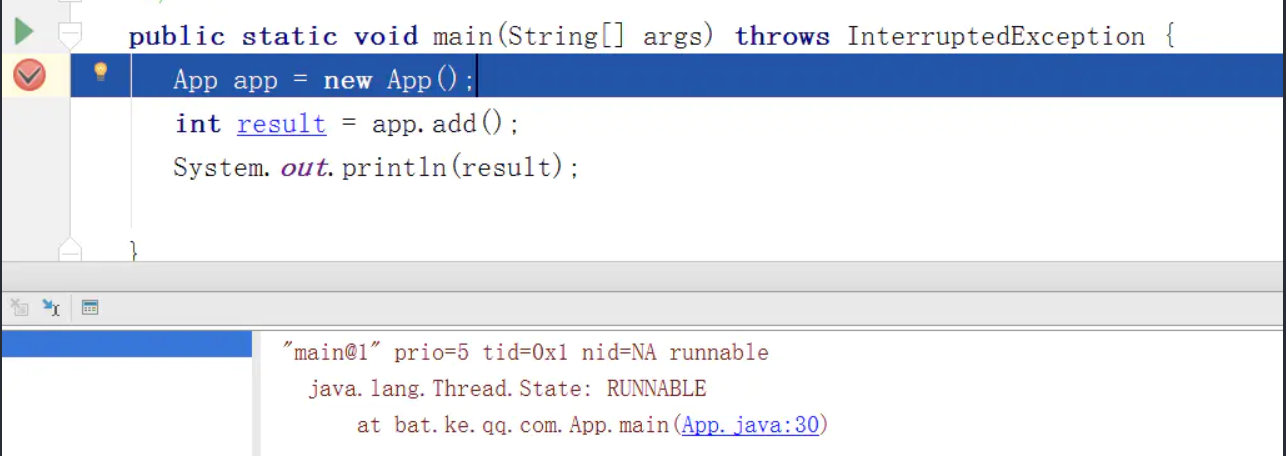 public static void main(String[] args) throws InterruptedException {
App app = new App();
int result = app.add();
System.out.println(result);
}
"main@1" prio=5 tid=0x1 nid=NA runnable
java.lang.Thread.State: RUNNABLE
at bat.ke.qq.com.App.main(App.java:30)